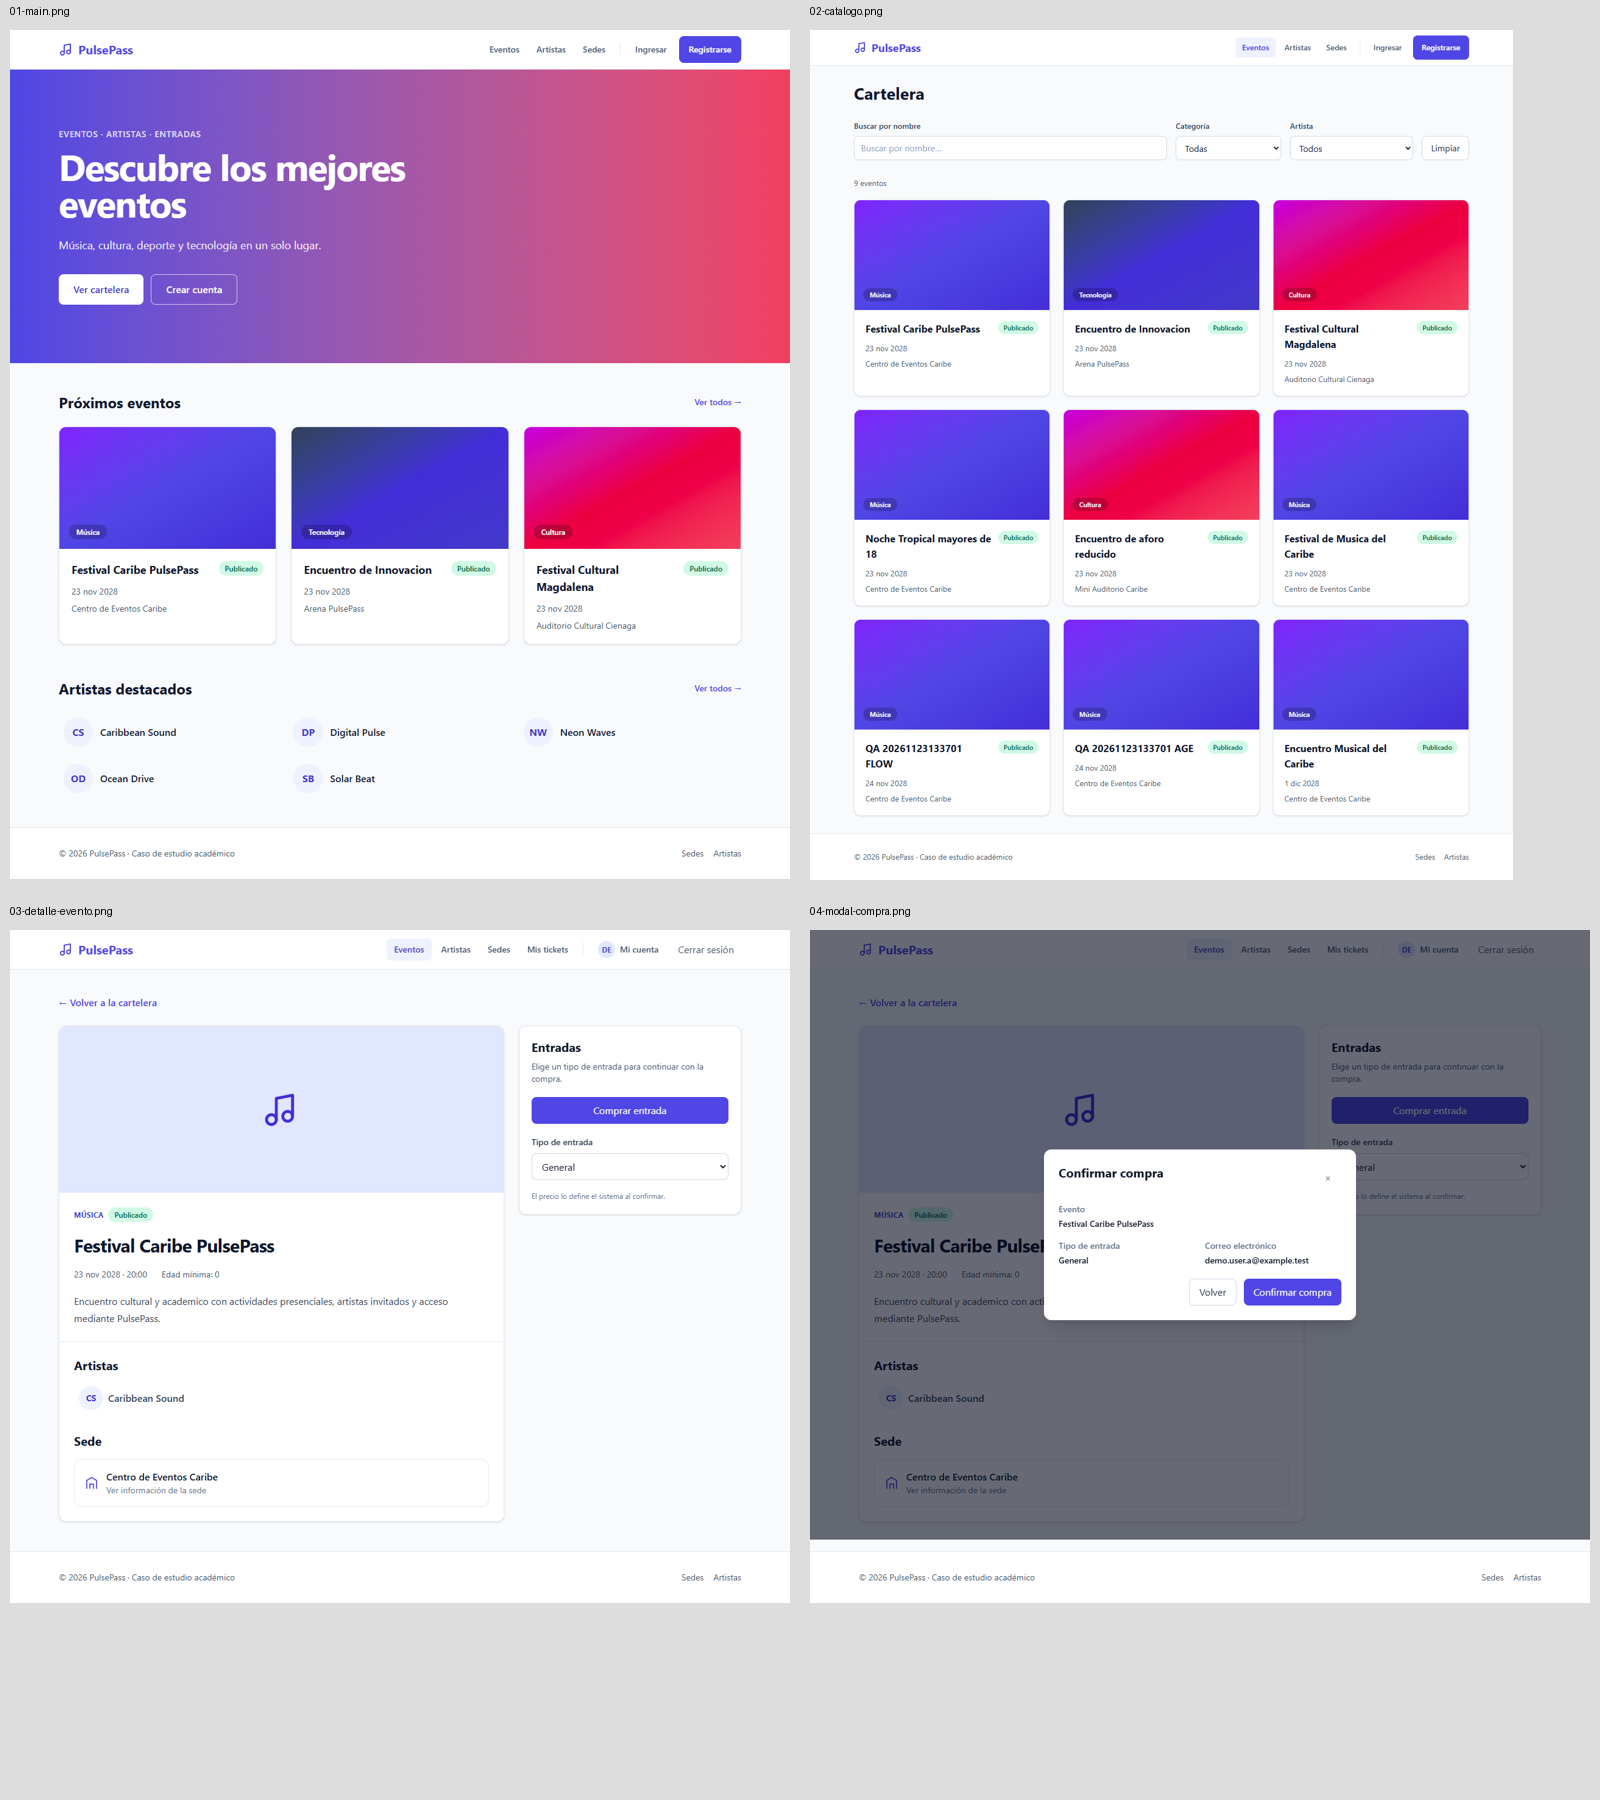 01-main.png
PulsePass
Eventos Artistas Sedes Ingresar Registrarse
EVENTOS · ARTISTAS · ENTRADAS
Descubre los mejores
eventos
Música, cultura, deporte y tecnología en un solo lugar.
Ver cartelera Crear cuenta
Próximos eventos Ver todos →
Música
Festival Caribe PulsePass Publicado
23 nov 2028
Centro de Eventos Caribe
Tecnología
Encuentro de Innovacion Publicado
23 nov 2028
Arena PulsePass
Cultura
Festival Cultural Publicado
Magdalena
23 nov 2028
Auditorio Cultural Cienaga
Artistas destacados Ver todos →
CS Caribbean Sound DP Digital Pulse NW Neon Waves
OD Ocean Drive SB Solar Beat
© 2026 PulsePass · Caso de estudio académico Sedes Artistas
02-catalogo.png
PulsePass
Eventos Artistas Sedes Ingresar Registrarse
Cartelera
Buscar por nombre Categoría Artista
Buscar por nombre... Todas Todos Limpiar
9 eventos
Música
Festival Caribe PulsePass Publicado
23 nov 2028
Centro de Eventos Caribe
Tecnología
Encuentro de Innovacion Publicado
23 nov 2028
Arena PulsePass
Cultura
Festival Cultural Publicado
Magdalena
23 nov 2028
Auditorio Cultural Cienaga
Música
Noche Tropical mayores de Publicado
18
23 nov 2028
Centro de Eventos Caribe
Cultura
Encuentro de aforo Publicado
reducido
23 nov 2028
Mini Auditorio Caribe
Música
Festival de Musica del Publicado
Caribe
23 nov 2028
Centro de Eventos Caribe
Música
QA 20261123133701 Publicado
FLOW
24 nov 2028
Centro de Eventos Caribe
Música
QA 20261123133701 AGE Publicado
24 nov 2028
Centro de Eventos Caribe
Música
Encuentro Musical del Publicado
Caribe
1 dic 2028
Centro de Eventos Caribe
© 2026 PulsePass · Caso de estudio académico Sedes Artistas
03-detalle-evento.png
PulsePass
Eventos Artistas Sedes Mis tickets DE Mi cuenta Cerrar sesión
← Volver a la cartelera
MÚSICA Publicado
Festival Caribe PulsePass
23 nov 2028 · 20:00 Edad mínima: 0
Encuentro cultural y academico con actividades presenciales, artistas invitados y acceso
mediante PulsePass.
Artistas
CS Caribbean Sound
Sede
Centro de Eventos Caribe
Ver información de la sede
Entradas
Elige un tipo de entrada para continuar con la
compra.
Comprar entrada
Tipo de entrada
General
El precio lo define el sistema al confirmar.
© 2026 PulsePass · Caso de estudio académico Sedes Artistas
04-modal-compra.png
PulsePass
Eventos Artistas Sedes Mis tickets DE Mi cuenta Cerrar sesión
← Volver a la cartelera
Entradas
Elige un tipo de entrada para continuar con la
compra.
Comprar entrada
Tipo de entrada
eral
lo define el sistema al confirmar.
Confirmar compra
×
Evento
Festival Caribe PulsePass
Tipo de entrada Correo electrónico
General demo.user.a@example.test
Volver Confirmar compra
MÚSICA Publicado
Festival Caribe Pulse
23 nov 2028 · 20:00 Edad mínima: 0
Encuentro cultural y academico con acti
mediante PulsePass.
Artistas
CS Caribbean Sound
Sede
Centro de Eventos Caribe
Ver información de la sede
© 2026 PulsePass · Caso de estudio académico Sedes Artistas